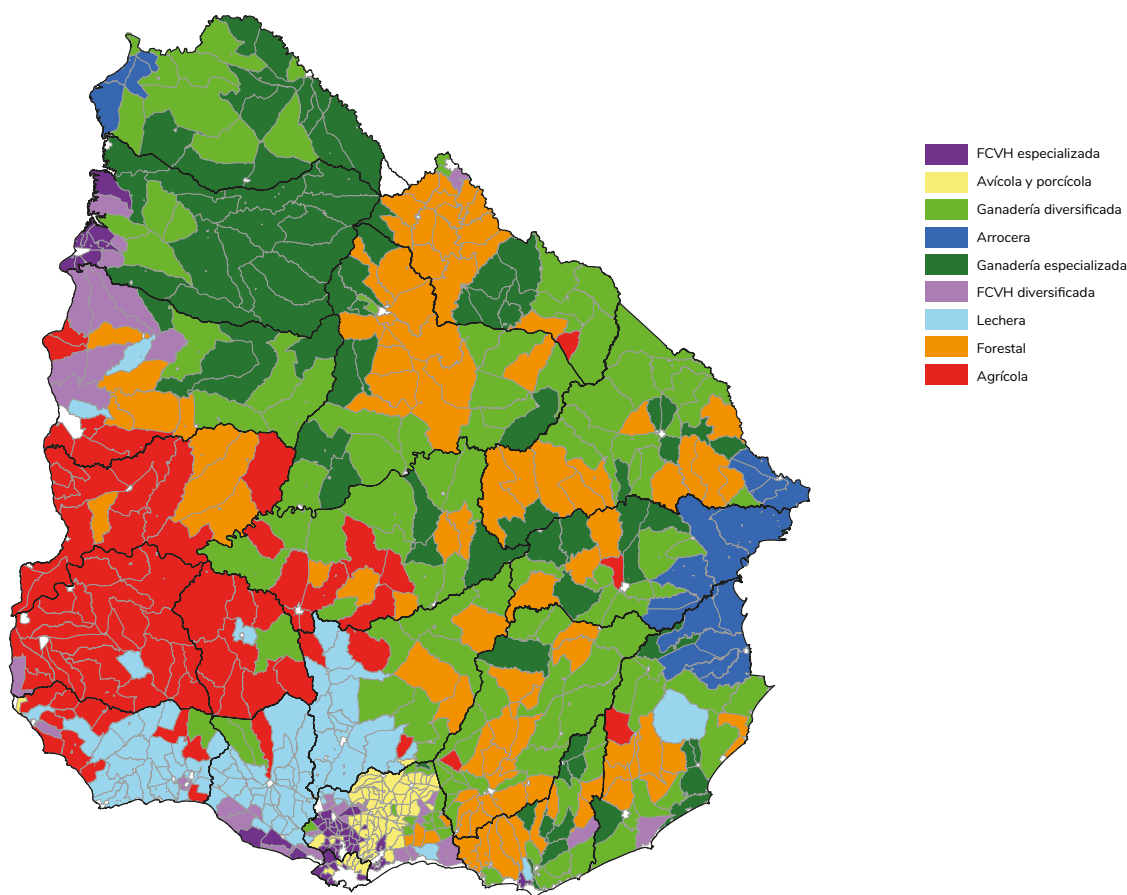 FCVH especializada
Avícola y porcícola
Ganadería diversificada
Arrocera
Ganadería especializada
FCVH diversificada
Lechera
Forestal
Agrícola